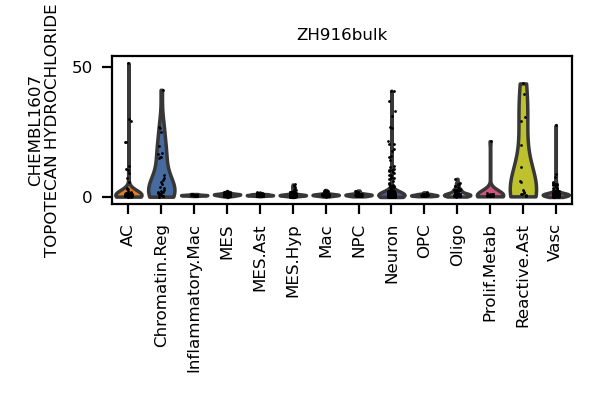 ZH916bulk
CHEMBL1607
TOPOTECAN HYDROCHLORIDE
50
0
AC
Chromatin.Reg
Inflammatory.Mac
MES
MES.Ast
MES.Hyp
Mac
NPC
Neuron
OPC
Oligo
Prolif.Metab
Reactive.Ast
Vasc